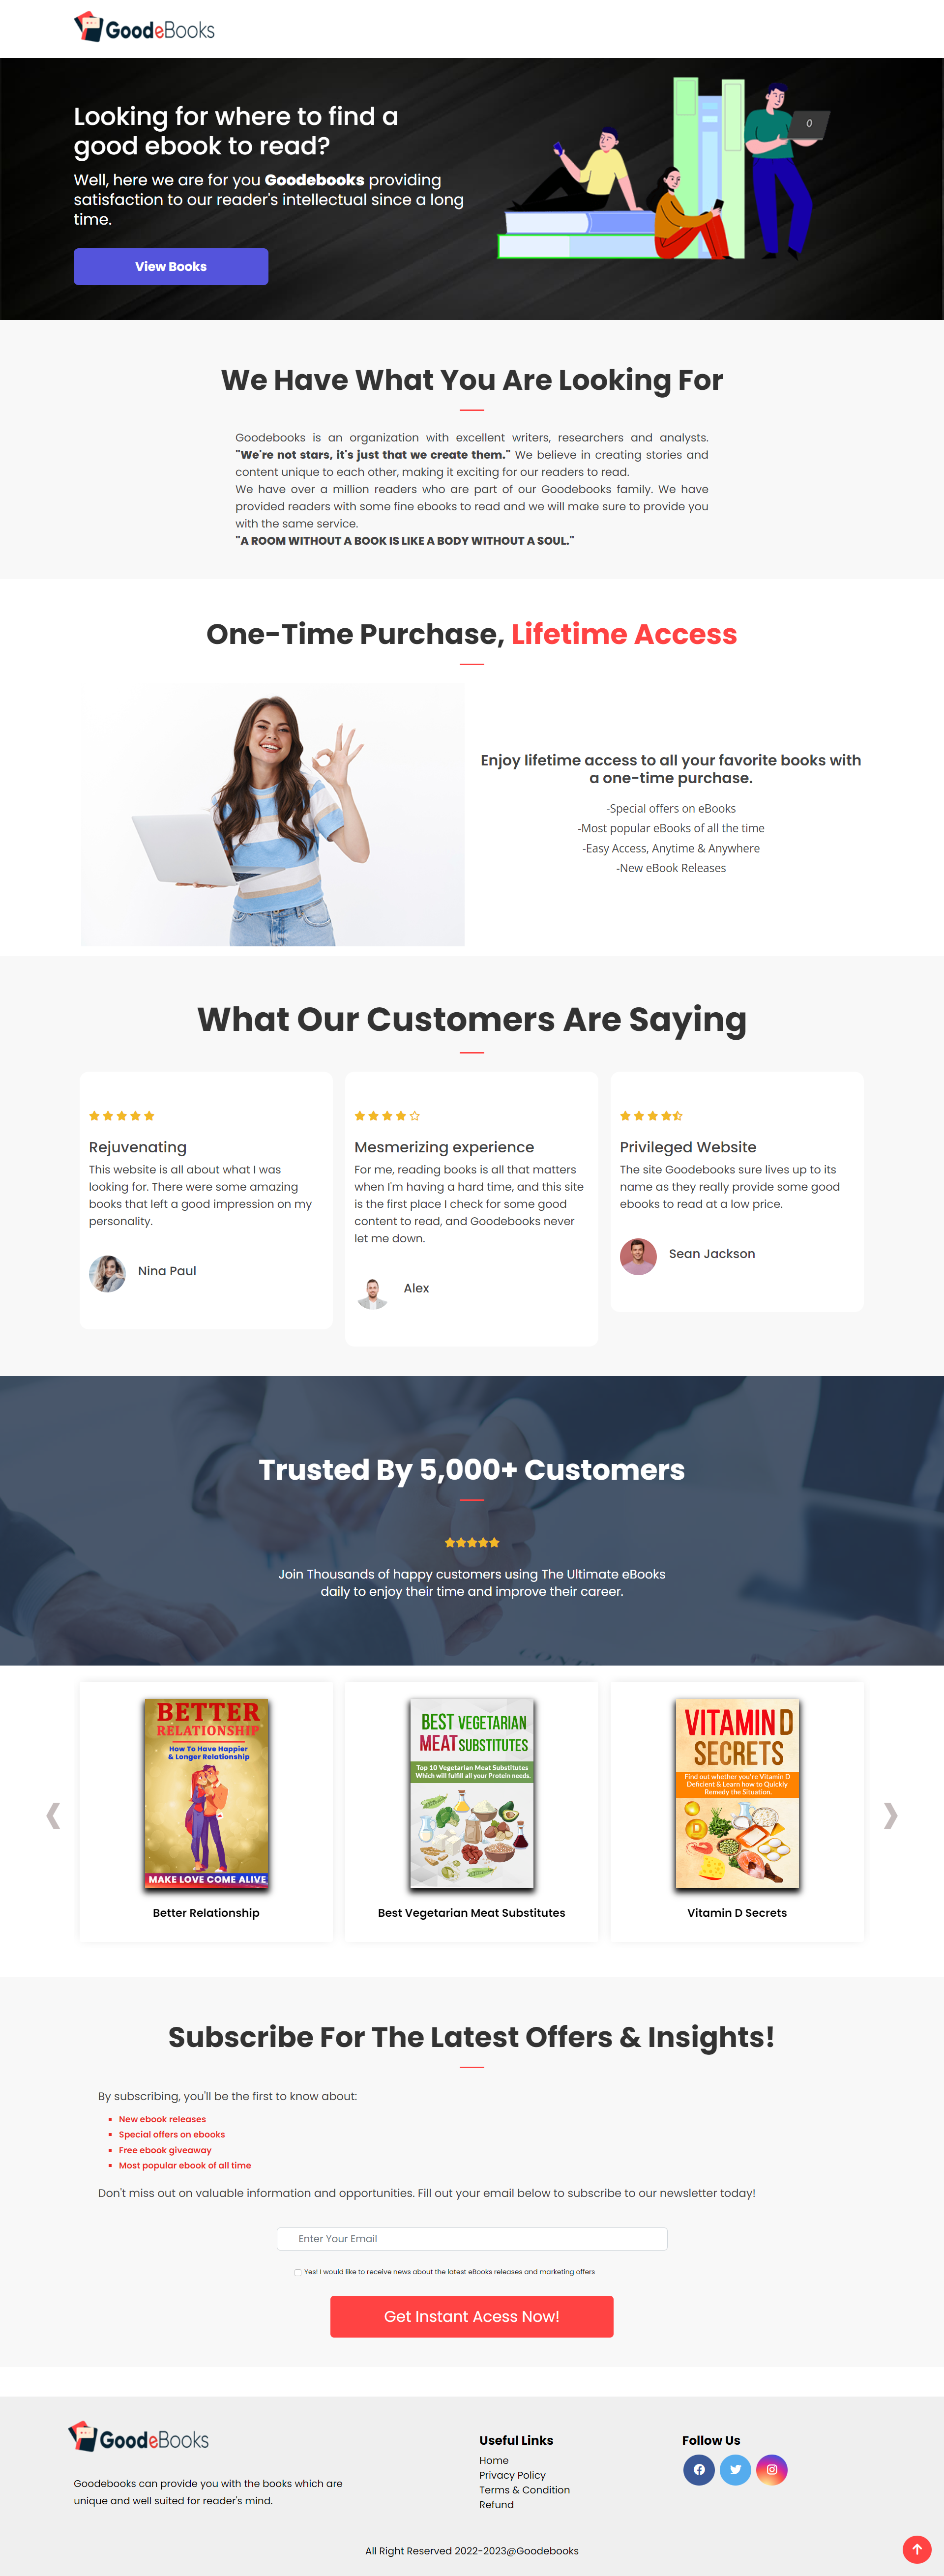 GoodeBooks
Looking for where to find a
good ebook to read?
Well, here we are for you Goodebooks providing
satisfaction to our reader's intellectual since a long
time.
View Books
We Have What You Are Looking For
Goodebooks is an organization with excellent writers, researchers and analysts.
"We're not stars, it's just that we create them." We believe in creating stories and
content unique to each other, making it exciting for our readers to read.
We have over a million readers who are part of our Goodebooks family. We have
provided readers with some fine ebooks to read and we will make sure to provide you
with the same service.
"A ROOM WITHOUT A BOOK IS LIKE A BODY WITHOUT A SOUL."
One-Time Purchase, Lifetime Access
Enjoy lifetime access to all your favorite books with
a one-time purchase.
-Special offers on eBooks
-Most popular eBooks of all the time
-Easy Access, Anytime & Anywhere
-New eBook Releases
What Our Customers Are Saying
Rejuvenating
This website is all about what I was
looking for. There were some amazing
books that left a good impression on my
personality.
Nina Paul
Mesmerizing experience
For me, reading books is all that matters
when I'm having a hard time, and this site
is the first place I check for some good
content to read, and Goodebooks never
let me down.
Alex
Privileged Website
The site Goodebooks sure lives up to its
name as they really provide some good
ebooks to read at a low price.
Sean Jackson
Trusted By 5,000+ Customers
Join Thousands of happy customers using The Ultimate eBooks
daily to enjoy their time and improve their career.
BETTER
RELATIONSHIP
How To Have Happier
& Longer Relationship
MAKE LOVE COME ALIVE
Better Relationship
BEST VEGETARIAN
MEAT SUBSTITUTES
Top 10 Vegetarian Meat Substitutes
Which will fulfill all your Protein needs.
Best Vegetarian Meat Substitutes
VITAMIN D
SECRETS
Find out whether you're Vitamin D
Deficient & Learn how to Quickly
Remedy the Situation.
D
Vitamin D Secrets
❮
❯
Subscribe For The Latest Offers & Insights!
By subscribing, you'll be the first to know about:
New ebook releases
Special offers on ebooks
Free ebook giveaway
Most popular ebook of all time
Don't miss out on valuable information and opportunities. Fill out your email below to subscribe to our newsletter today!
Enter Your Email
Yes! I would like to receive news about the latest eBooks releases and marketing offers
Get Instant Acess Now!
GoodeBooks
Goodebooks can provide you with the books which are
unique and well suited for reader's mind.
Useful Links
Home
Privacy Policy
Terms & Condition
Refund
Follow Us
All Right Reserved 2022-2023@Goodebooks